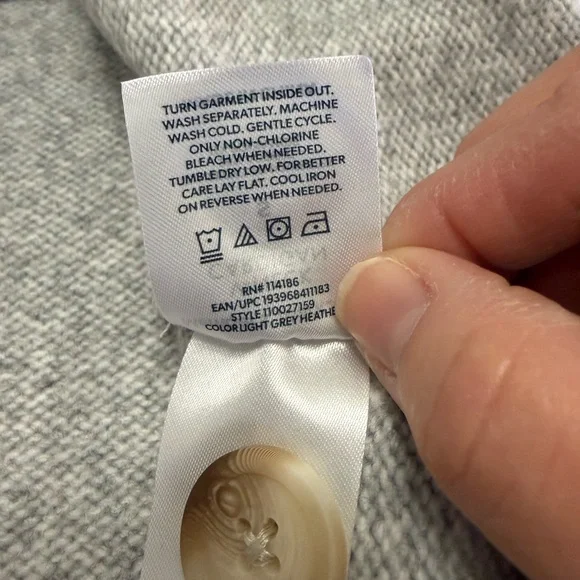 TURN GARMENT INSIDE OUT.
WASH SEPARATELY. MACHINE
WASH COLD. GENTLE CYCLE.
ONLY NON-CHLORINE
BLEACH WHEN NEEDED.
TUMBLE DRY LOW. FOR BETTER
CARE LAY FLAT. COOL IRON
ON REVERSE WHEN NEEDED.
RN# 114186
EAN/UPC 193968411183
STYLE 110027159
COLOR LIGHT GREY HEATHE